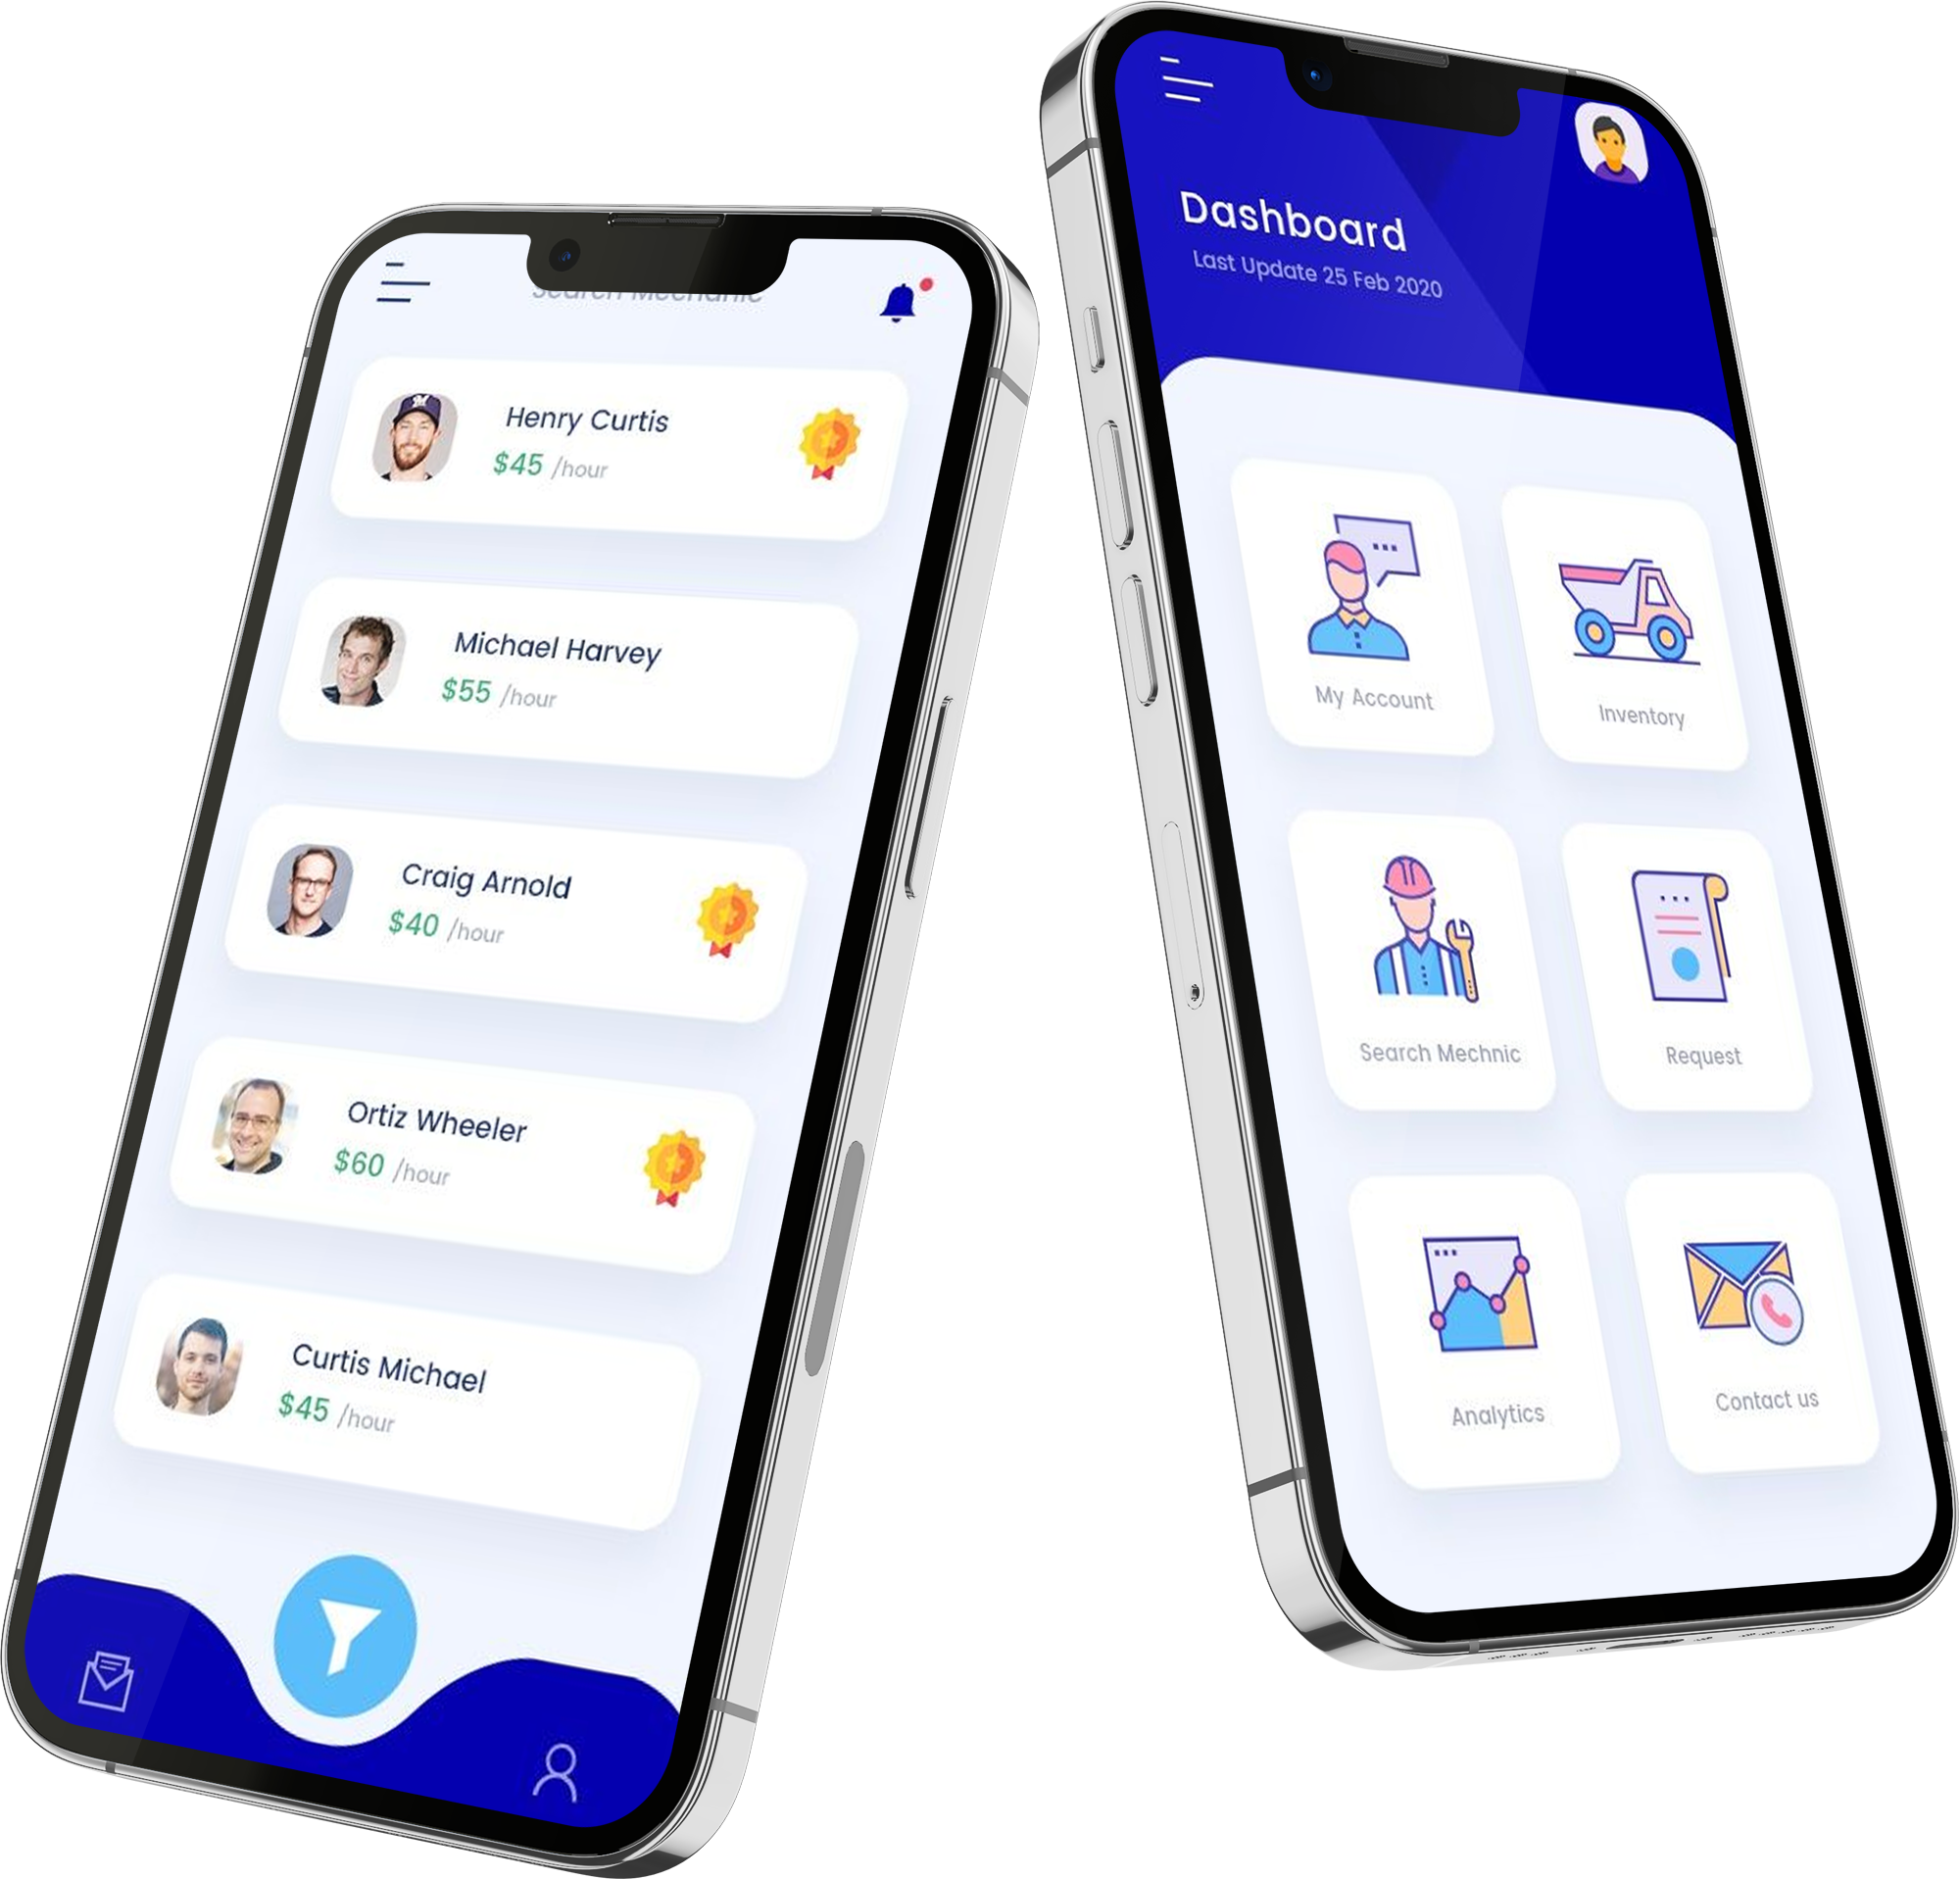 Search Mechanic
Henry Curtis
$45 /hour
Michael Harvey
$55 /hour
Craig Arnold
$40 /hour
Ortiz Wheeler
$60 /hour
Curtis Michael
$45 /hour
Dashboard
Last Update 25 Feb 2020
My Account
Inventory
Search Mechnic
Request
Analytics
Contact us